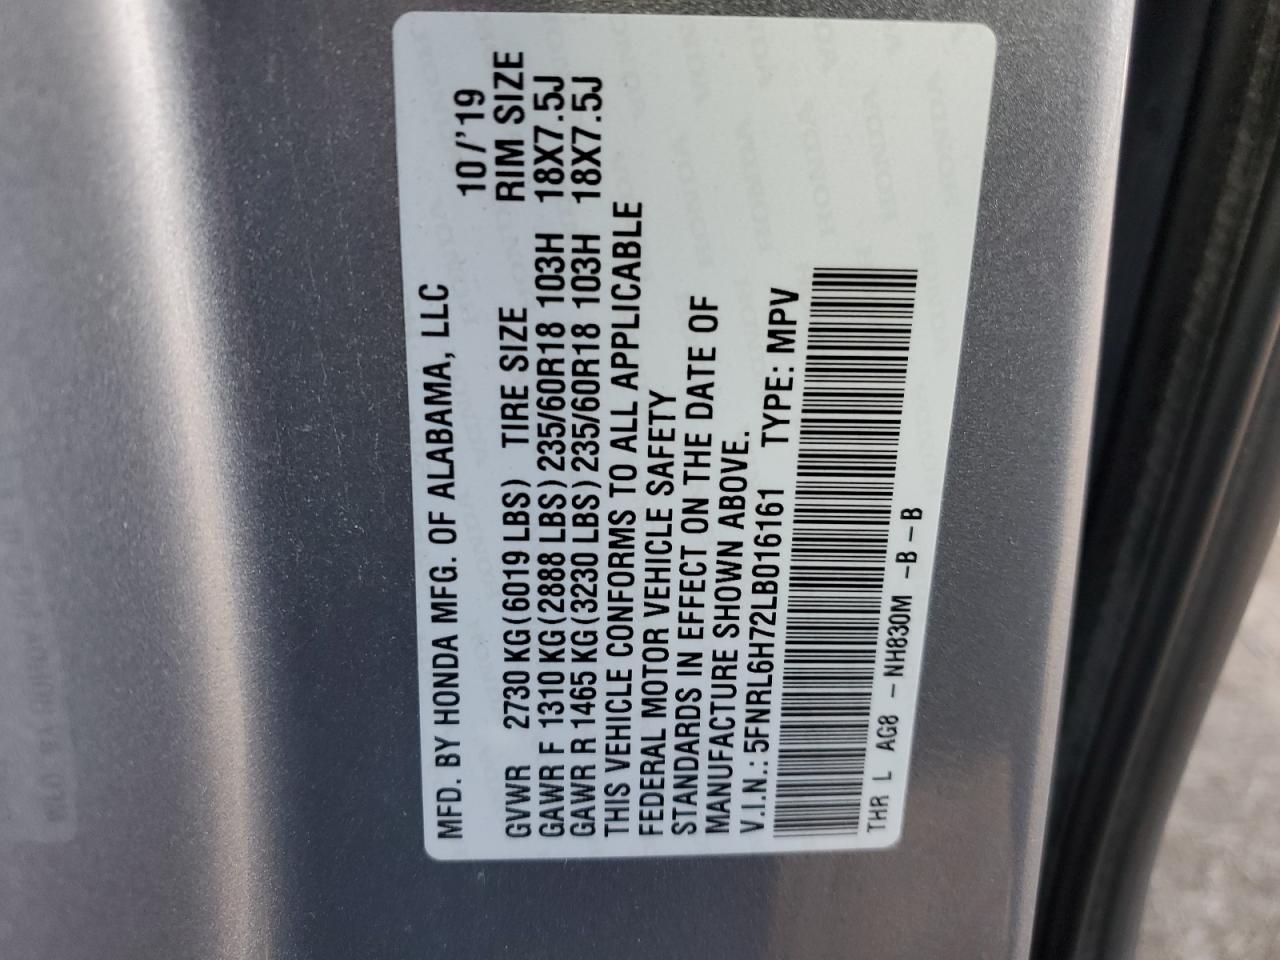 MFD. BY HONDA MFG. OF ALABAMA, LLC 10/'19
GVWR 2730 KG(6019 LBS) TIRE SIZE RIM SIZE
GAWR F 1310 KG(2888 LBS) 235/60R18 103H 18X7.5J
GAWR R 1465 KG(3230 LBS) 235/60R18 103H 18X7.5J
THIS VEHICLE CONFORMS TO ALL APPLICABLE
FEDERAL MOTOR VEHICLE SAFETY
STANDARDS IN EFFECT ON THE DATE OF
MANUFACTURE SHOWN ABOVE.
V.I.N.: 5FNRL6H72LB016161 TYPE: MPV
THR L AG8 - NH830M -B-B